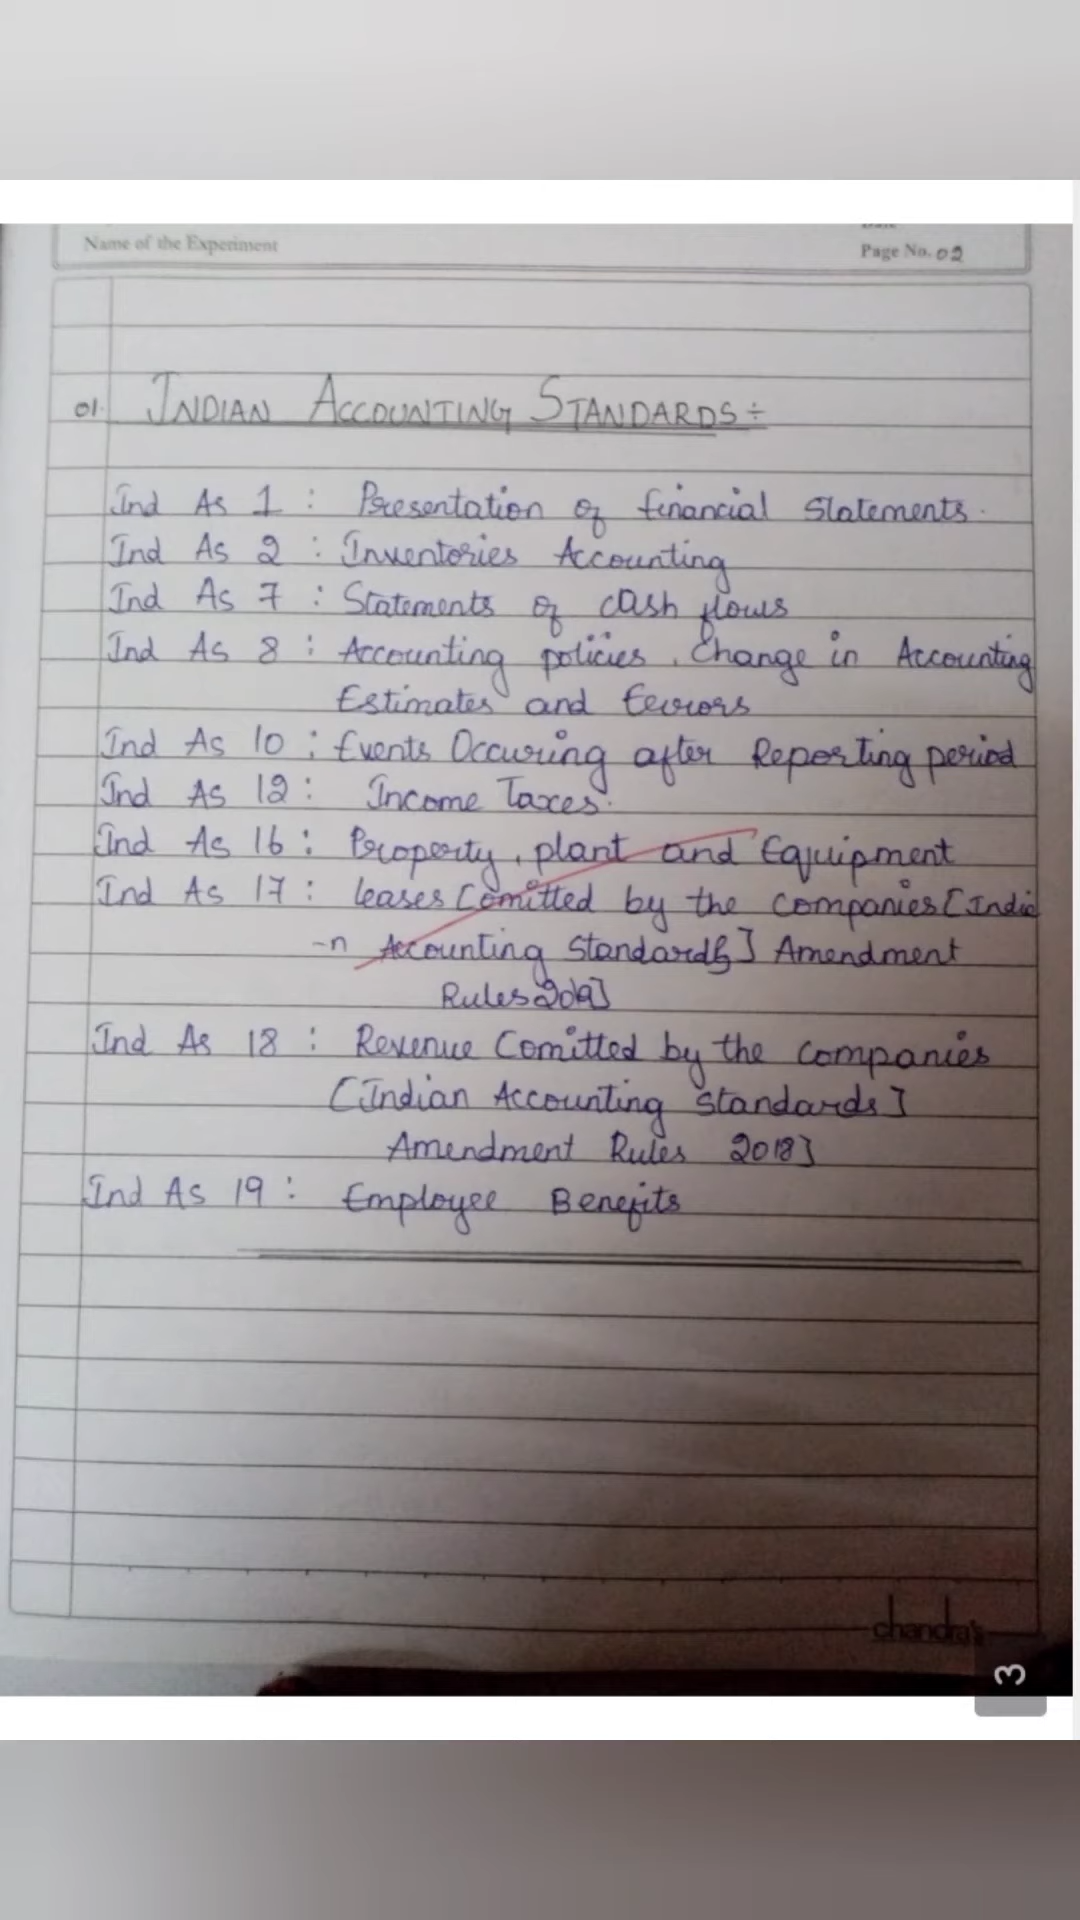 Name of the Experiment
Page No. 02
01. INDIAN ACCOUNTING STANDARDS ÷
Ind As 1 : Presentation of financial Statements.
Ind As 2 : Inventories Accounting
Ind As 7 : Statements of cash flows
Ind As 8 : Accounting policies, Change in Accounting
Estimates and Errors
Ind As 10 : Events Occuring after Reporting period
Ind As 12 : Income Taxes.
Ind As 16 : Property, plant and Equipment
Ind As 17 : leases [Comitted by the companies [India
-n Accounting Standards] Amendment
Rules 2019]
Ind As 18 : Revenue Comitted by the companies
[Indian Accounting Standards]
Amendment Rules 2018]
Ind As 19 : Employee Benefits
chandra's
3